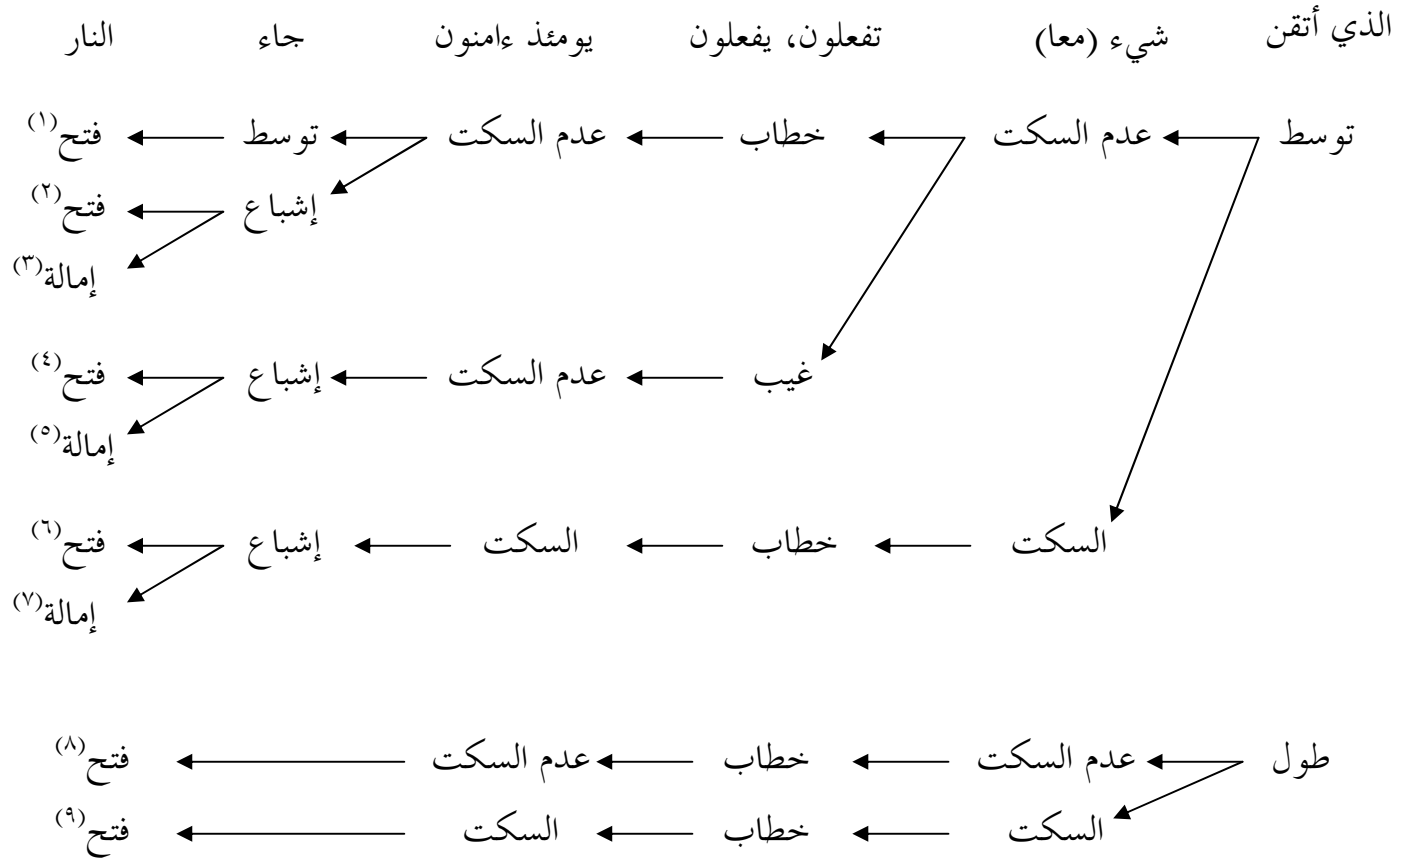 الذي أتقن شيء (معا) تفعلون، يفعلون يومئذ ءامنون جاء النار
توسط عدم السكت خطاب عدم السكت توسط فتح(١)
إشباع فتح(٢)
إمالة(٣)
غيب عدم السكت إشباع فتح(٤)
إمالة(٥)
السكت خطاب السكت إشباع فتح(٦)
إمالة(٧)
طول عدم السكت خطاب عدم السكت فتح(٨)
السكت خطاب السكت فتح(٩)